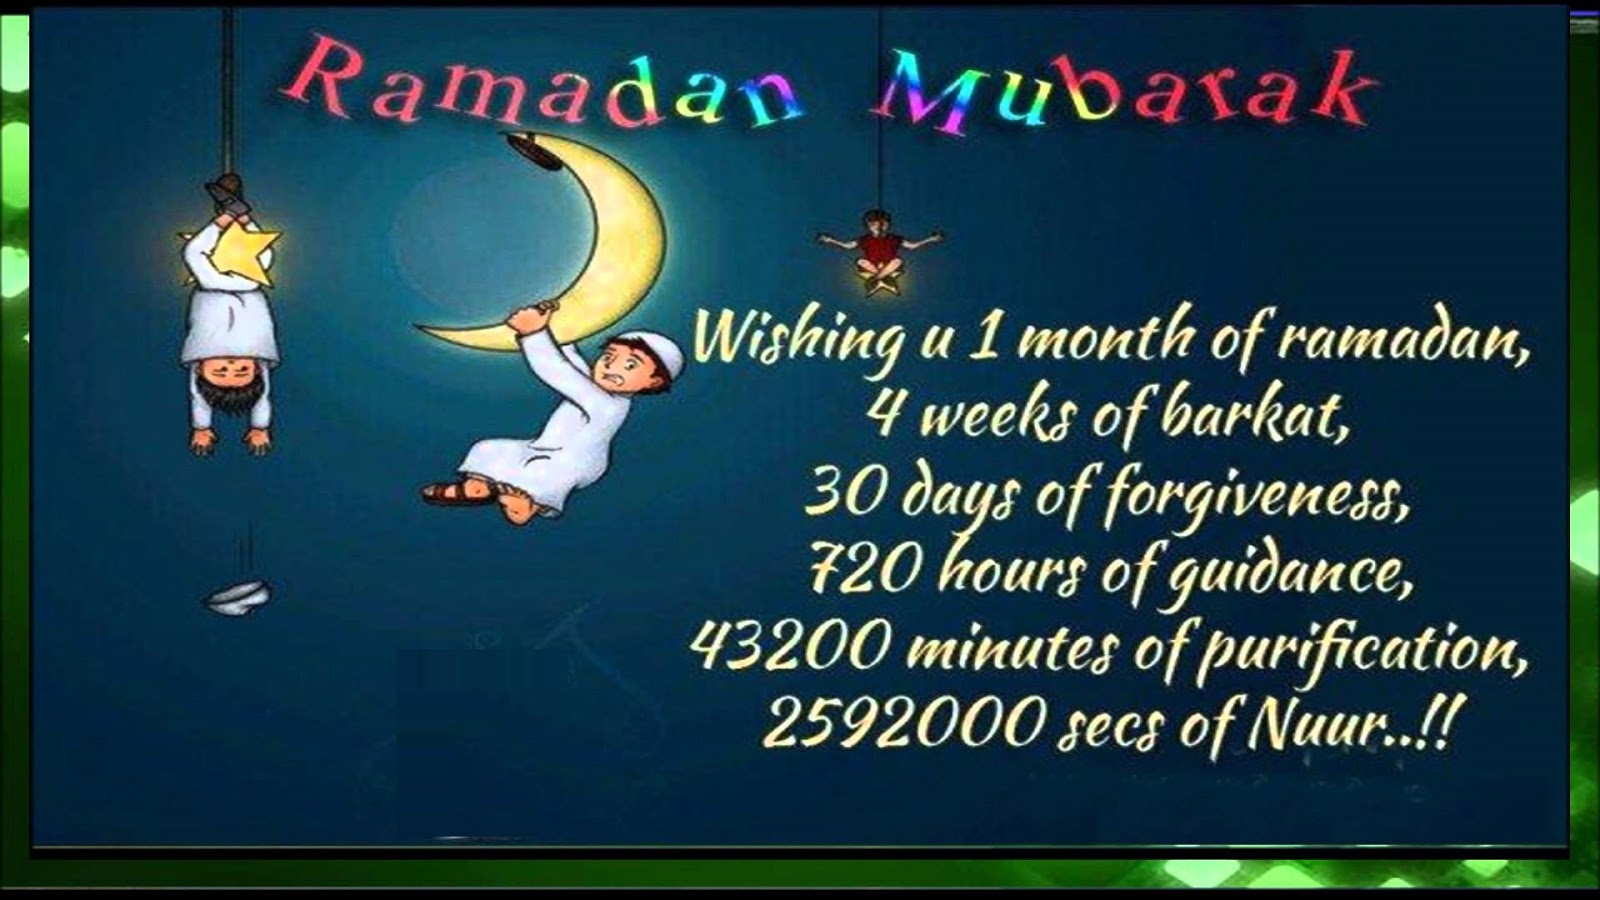 Ramadan Mubarak
Wishing u 1 month of ramadan,
4 weeks of barkat,
30 days of forgiveness,
720 hours of guidance,
43200 minutes of purification,
2592000 secs of Nuur..!!